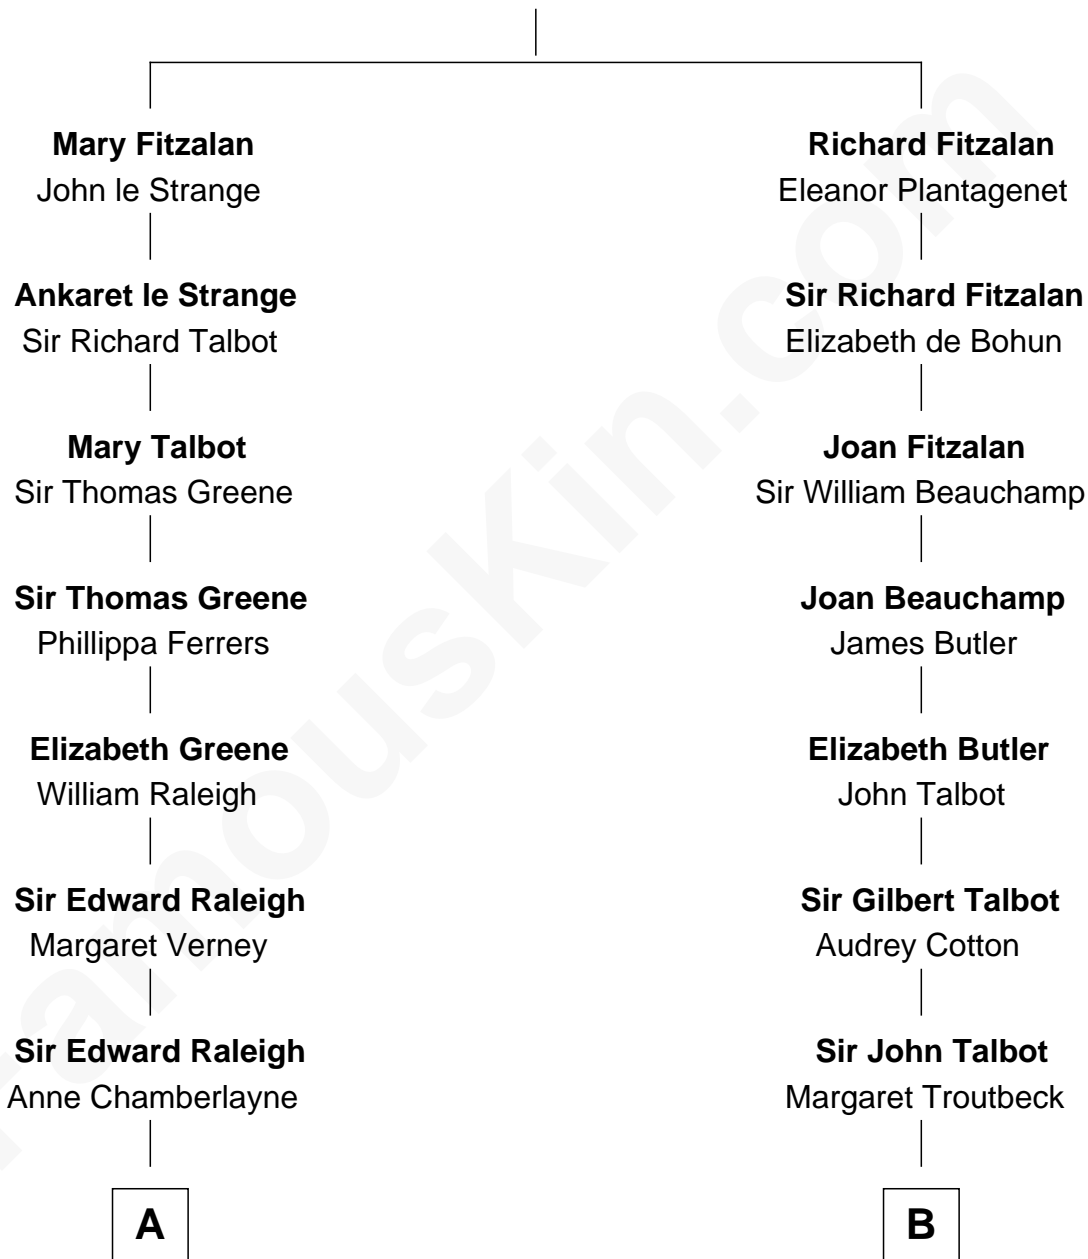 Mary Fitzalan
John le Strange
Ankaret le Strange
Sir Richard Talbot
Mary Talbot
Sir Thomas Greene
Sir Thomas Greene
Phillippa Ferrers
Elizabeth Greene
William Raleigh
Sir Edward Raleigh
Margaret Verney
Sir Edward Raleigh
Anne Chamberlayne
A
Richard Fitzalan
Eleanor Plantagenet
Sir Richard Fitzalan
Elizabeth de Bohun
Joan Fitzalan
Sir William Beauchamp
Joan Beauchamp
James Butler
Elizabeth Butler
John Talbot
Sir Gilbert Talbot
Audrey Cotton
Sir John Talbot
Margaret Troutbeck
B
FamousKin.com